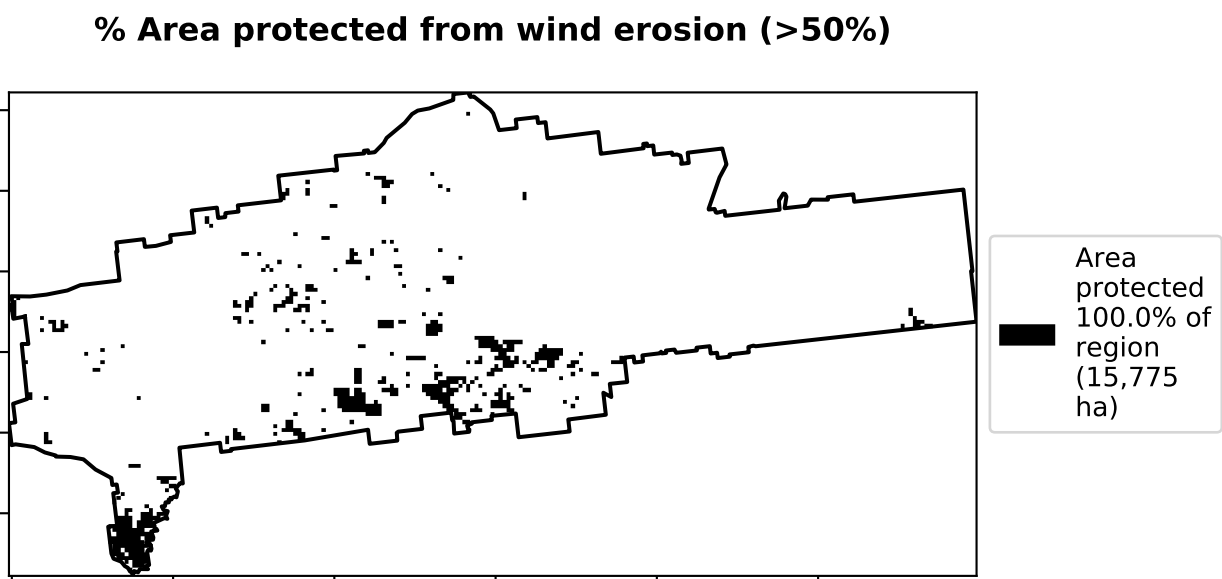 % Area protected from wind erosion (>50%)
Area
protected
100.0% of
region
(15,775
ha)